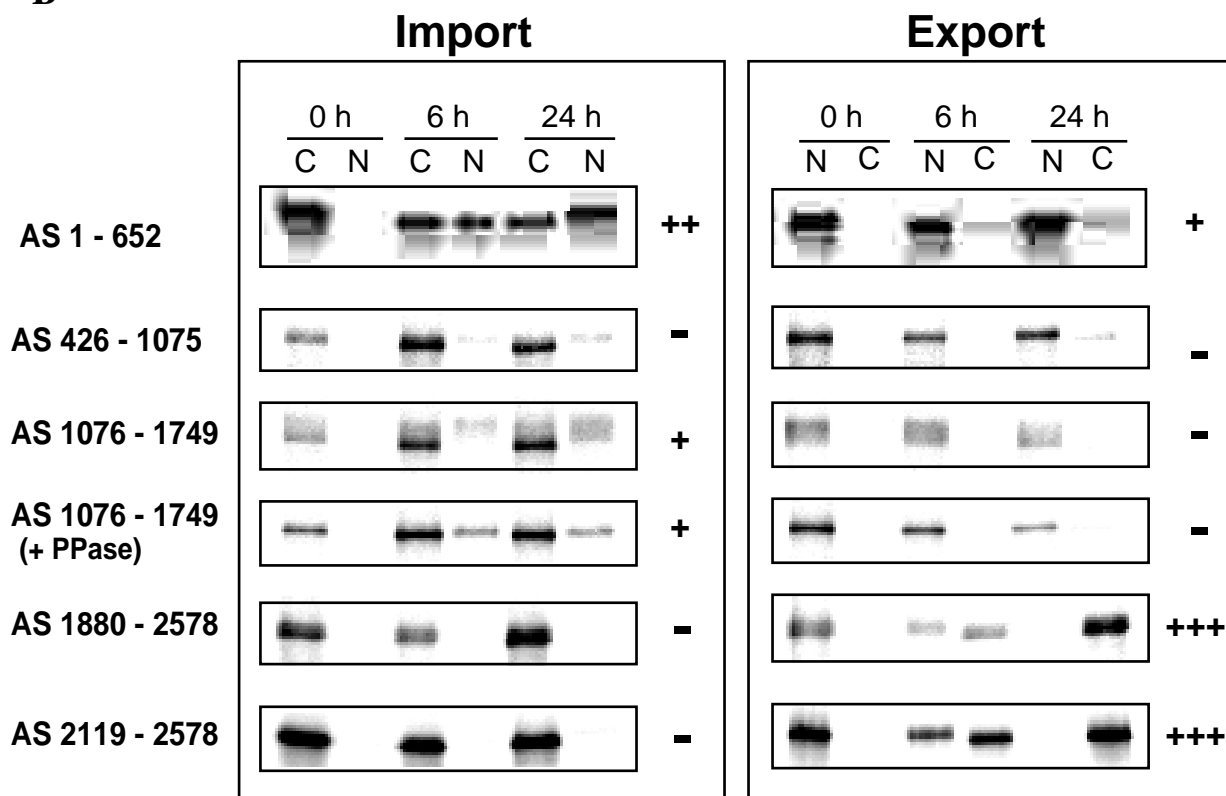 B
Import Export
0 h 6 h 24 h 0 h 6 h 24 h
C N C N C N N C N C N C
AS 1 - 652 ++ +
AS 426 - 1075 - -
AS 1076 - 1749 + -
AS 1076 - 1749
(+ PPase) + -
AS 1880 - 2578 - +++
AS 2119 - 2578 - +++